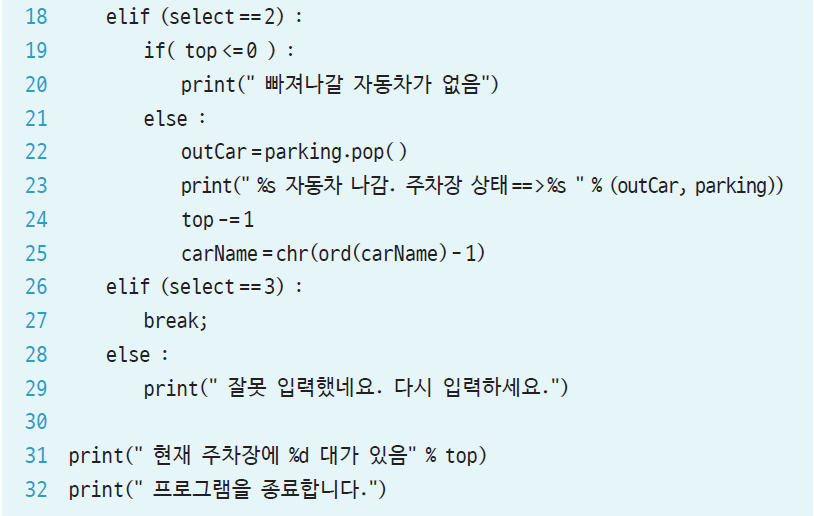 18 elif (select==2) :
19 if( top<=0 ) :
20 print(" 빠져나갈 자동차가 없음")
21 else :
22 outCar=parking.pop()
23 print(" %s 자동차 나감. 주차장 상태==>%s " % (outCar, parking))
24 top-=1
25 carName=chr(ord(carName)-1)
26 elif (select==3) :
27 break;
28 else :
29 print(" 잘못 입력했네요. 다시 입력하세요.")
30
31 print(" 현재 주차장에 %d 대가 있음" % top)
32 print(" 프로그램을 종료합니다.")